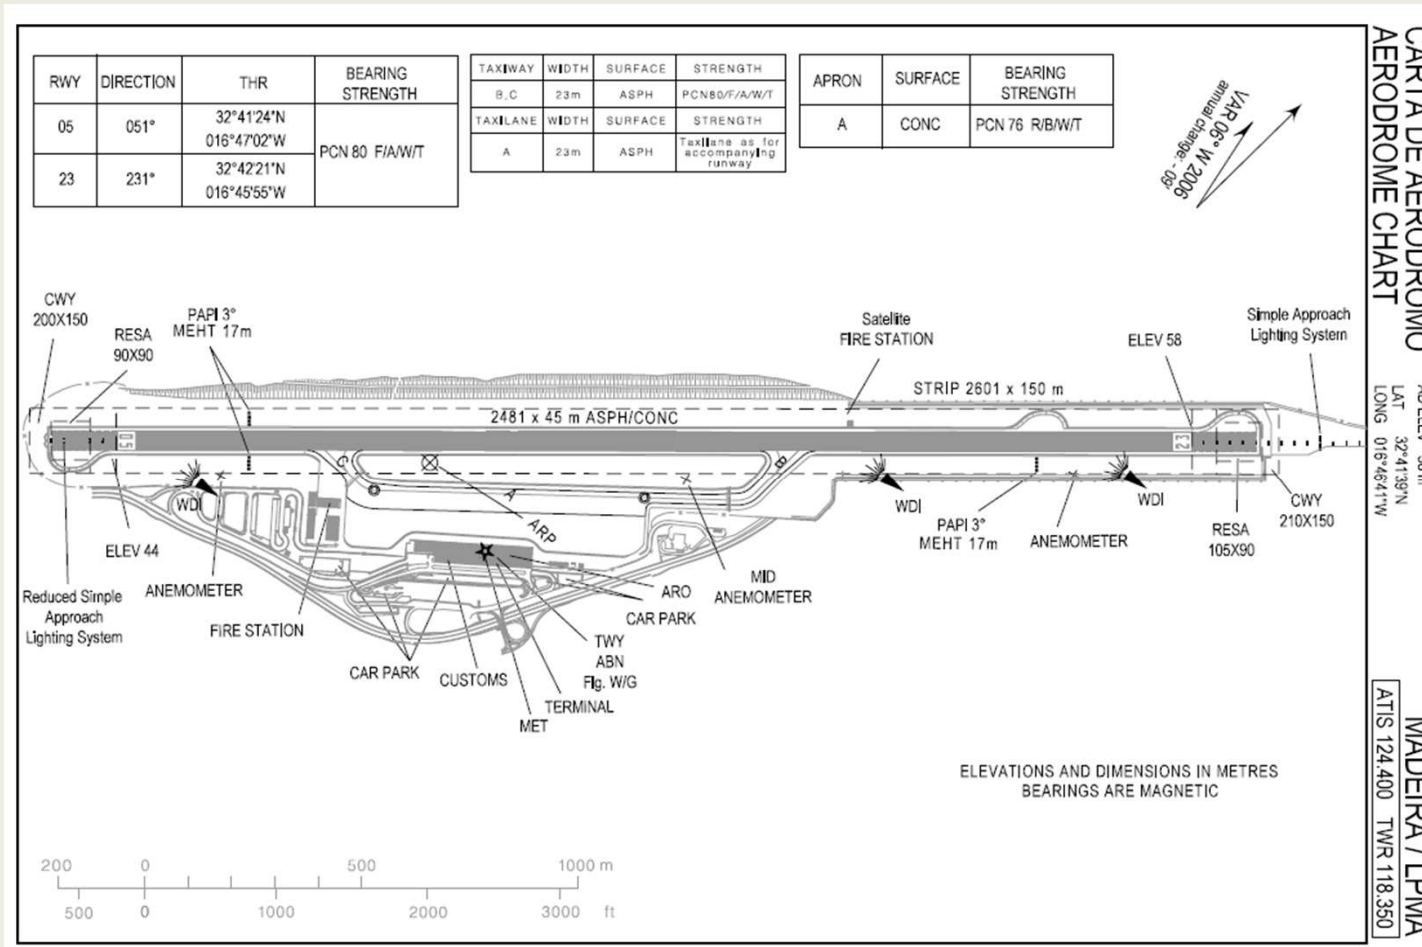 RWY DIRECTION THR BEARING STRENGTH
05 051° 32°41'24"N 016°47'02"W PCN 80 F/A/W/T
23 231° 32°42'21"N 016°45'55"W
TAXIWAY WIDTH SURFACE STRENGTH
B,C 23m ASPH PCN80/F/A/W/T
TAXILANE WIDTH SURFACE STRENGTH
A 23m ASPH Taxilane as for accompanying runway
APRON SURFACE BEARING STRENGTH
A CONC PCN 76 R/B/W/T
VAR 06° W 2006
annual change: - 09'
CARTA DE AERODROMO
AERODROME CHART
LAT 32°41'39"N
LONG 016°46'41"W
MADEIRA / LPMA
ATIS 124.400 TWR 118.350
CWY
200X150
RESA
90X90
PAPI 3°
MEHT 17m
Satellite
FIRE STATION
ELEV 58
Simple Approach
Lighting System
STRIP 2601 x 150 m
2481 x 45 m ASPH/CONC
05
23
C
B
A
ARP
WDI
WDI
WDI
ELEV 44
ANEMOMETER
Reduced Simple
Approach
Lighting System
FIRE STATION
CAR PARK
CUSTOMS
MET
TERMINAL
TWY
ABN
Flg. W/G
CAR PARK
ARO
MID
ANEMOMETER
PAPI 3°
MEHT 17m
ANEMOMETER
RESA
105X90
CWY
210X150
ELEVATIONS AND DIMENSIONS IN METRES
BEARINGS ARE MAGNETIC
200 0 500 1000 m
500 0 1000 2000 3000 ft